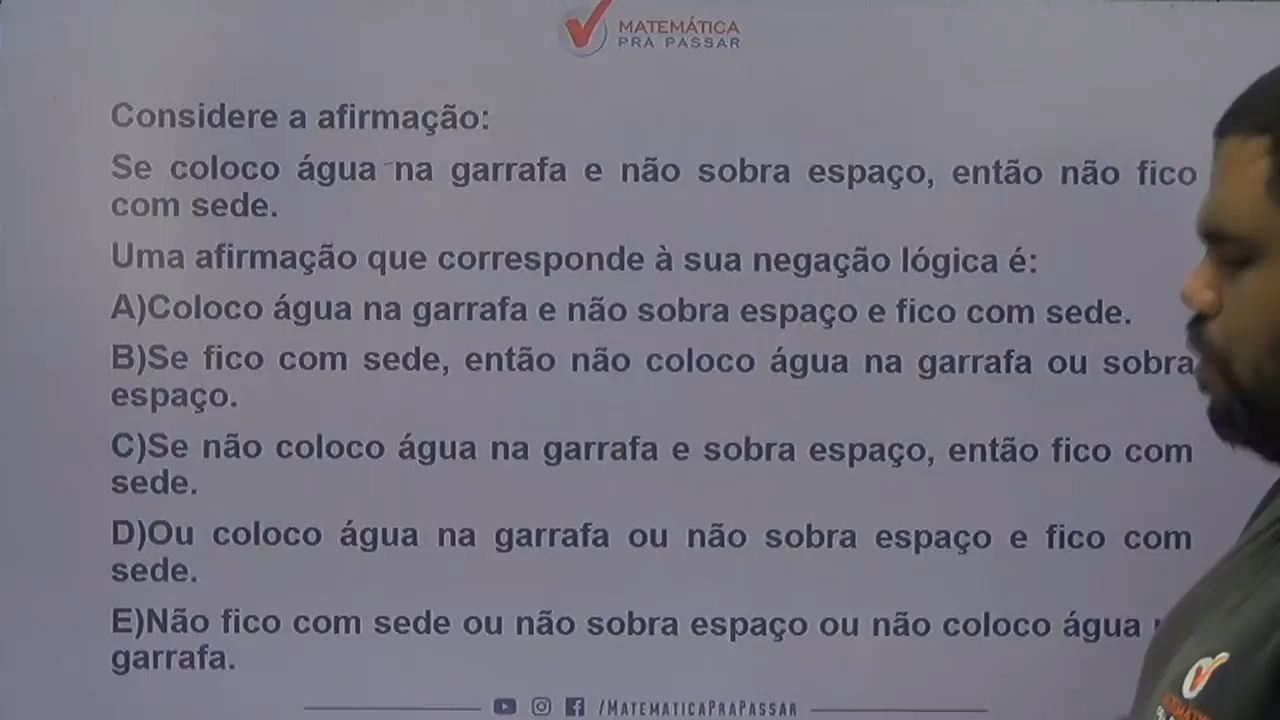 MATEMÁTICA
PRA PASSAR
Considere a afirmação:
Se coloco água na garrafa e não sobra espaço, então não fico
com sede.
Uma afirmação que corresponde à sua negação lógica é:
A)Coloco água na garrafa e não sobra espaço e fico com sede.
B)Se fico com sede, então não coloco água na garrafa ou sobra
espaço.
C)Se não coloco água na garrafa e sobra espaço, então fico com
sede.
D)Ou coloco água na garrafa ou não sobra espaço e fico com
sede.
E)Não fico com sede ou não sobra espaço ou não coloco água
garrafa.
/MATEMATICAPRAPASSAR